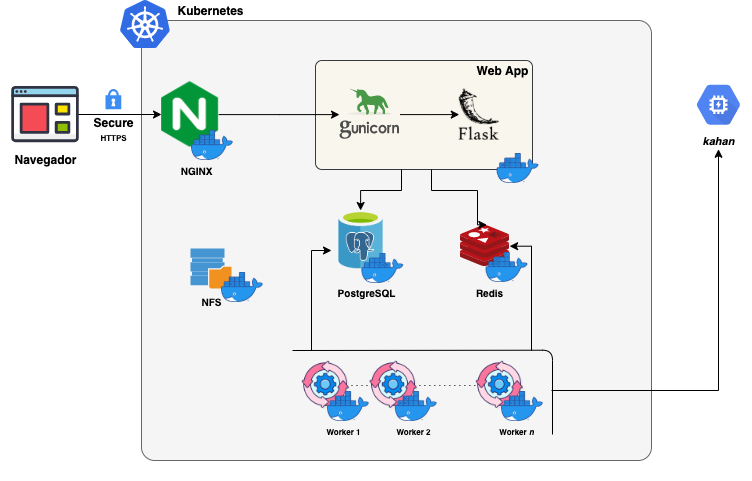 Kubernetes
Web App
gunicorn
Flask
Secure
HTTPS
Navegador
N
NGINX
kahan
NFS
PostgreSQL
Redis
Worker 1
Worker 2
Worker n